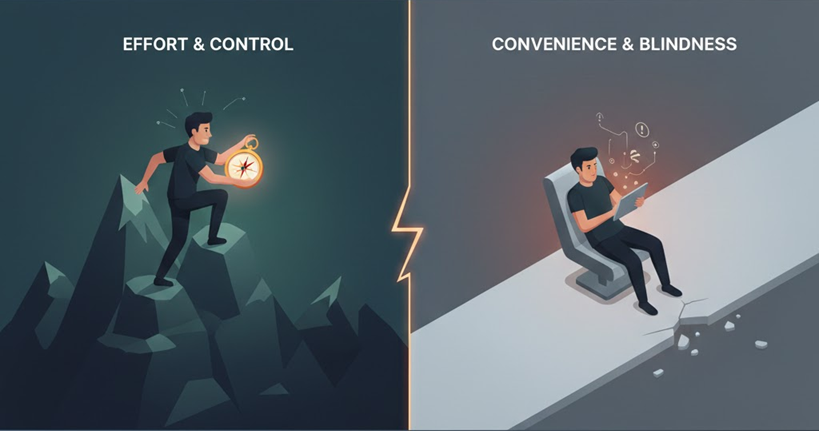 EFFORT & CONTROL
CONVENIENCE & BLINDNESS